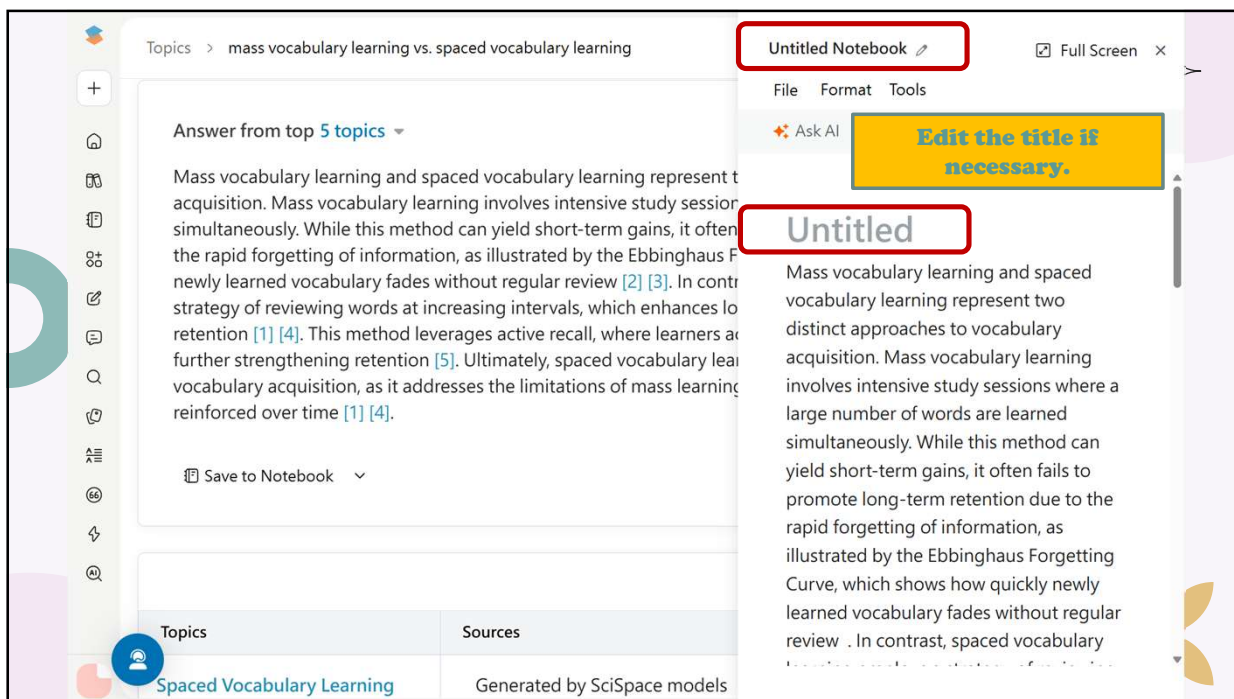 Topics > mass vocabulary learning vs. spaced vocabulary learning
Answer from top 5 topics
Mass vocabulary learning and spaced vocabulary learning represent t
acquisition. Mass vocabulary learning involves intensive study session
simultaneously. While this method can yield short-term gains, it often
the rapid forgetting of information, as illustrated by the Ebbinghaus F
newly learned vocabulary fades without regular review [2] [3]. In contr
strategy of reviewing words at increasing intervals, which enhances lo
retention [1] [4]. This method leverages active recall, where learners a
further strengthening retention [5]. Ultimately, spaced vocabulary lear
vocabulary acquisition, as it addresses the limitations of mass learning
reinforced over time [1] [4].
Save to Notebook
Topics Sources
Spaced Vocabulary Learning Generated by SciSpace models
Untitled Notebook
Full Screen
File Format Tools
Ask AI
Edit the title if
necessary.
Untitled
Mass vocabulary learning and spaced
vocabulary learning represent two
distinct approaches to vocabulary
acquisition. Mass vocabulary learning
involves intensive study sessions where a
large number of words are learned
simultaneously. While this method can
yield short-term gains, it often fails to
promote long-term retention due to the
rapid forgetting of information, as
illustrated by the Ebbinghaus Forgetting
Curve, which shows how quickly newly
learned vocabulary fades without regular
review . In contrast, spaced vocabulary